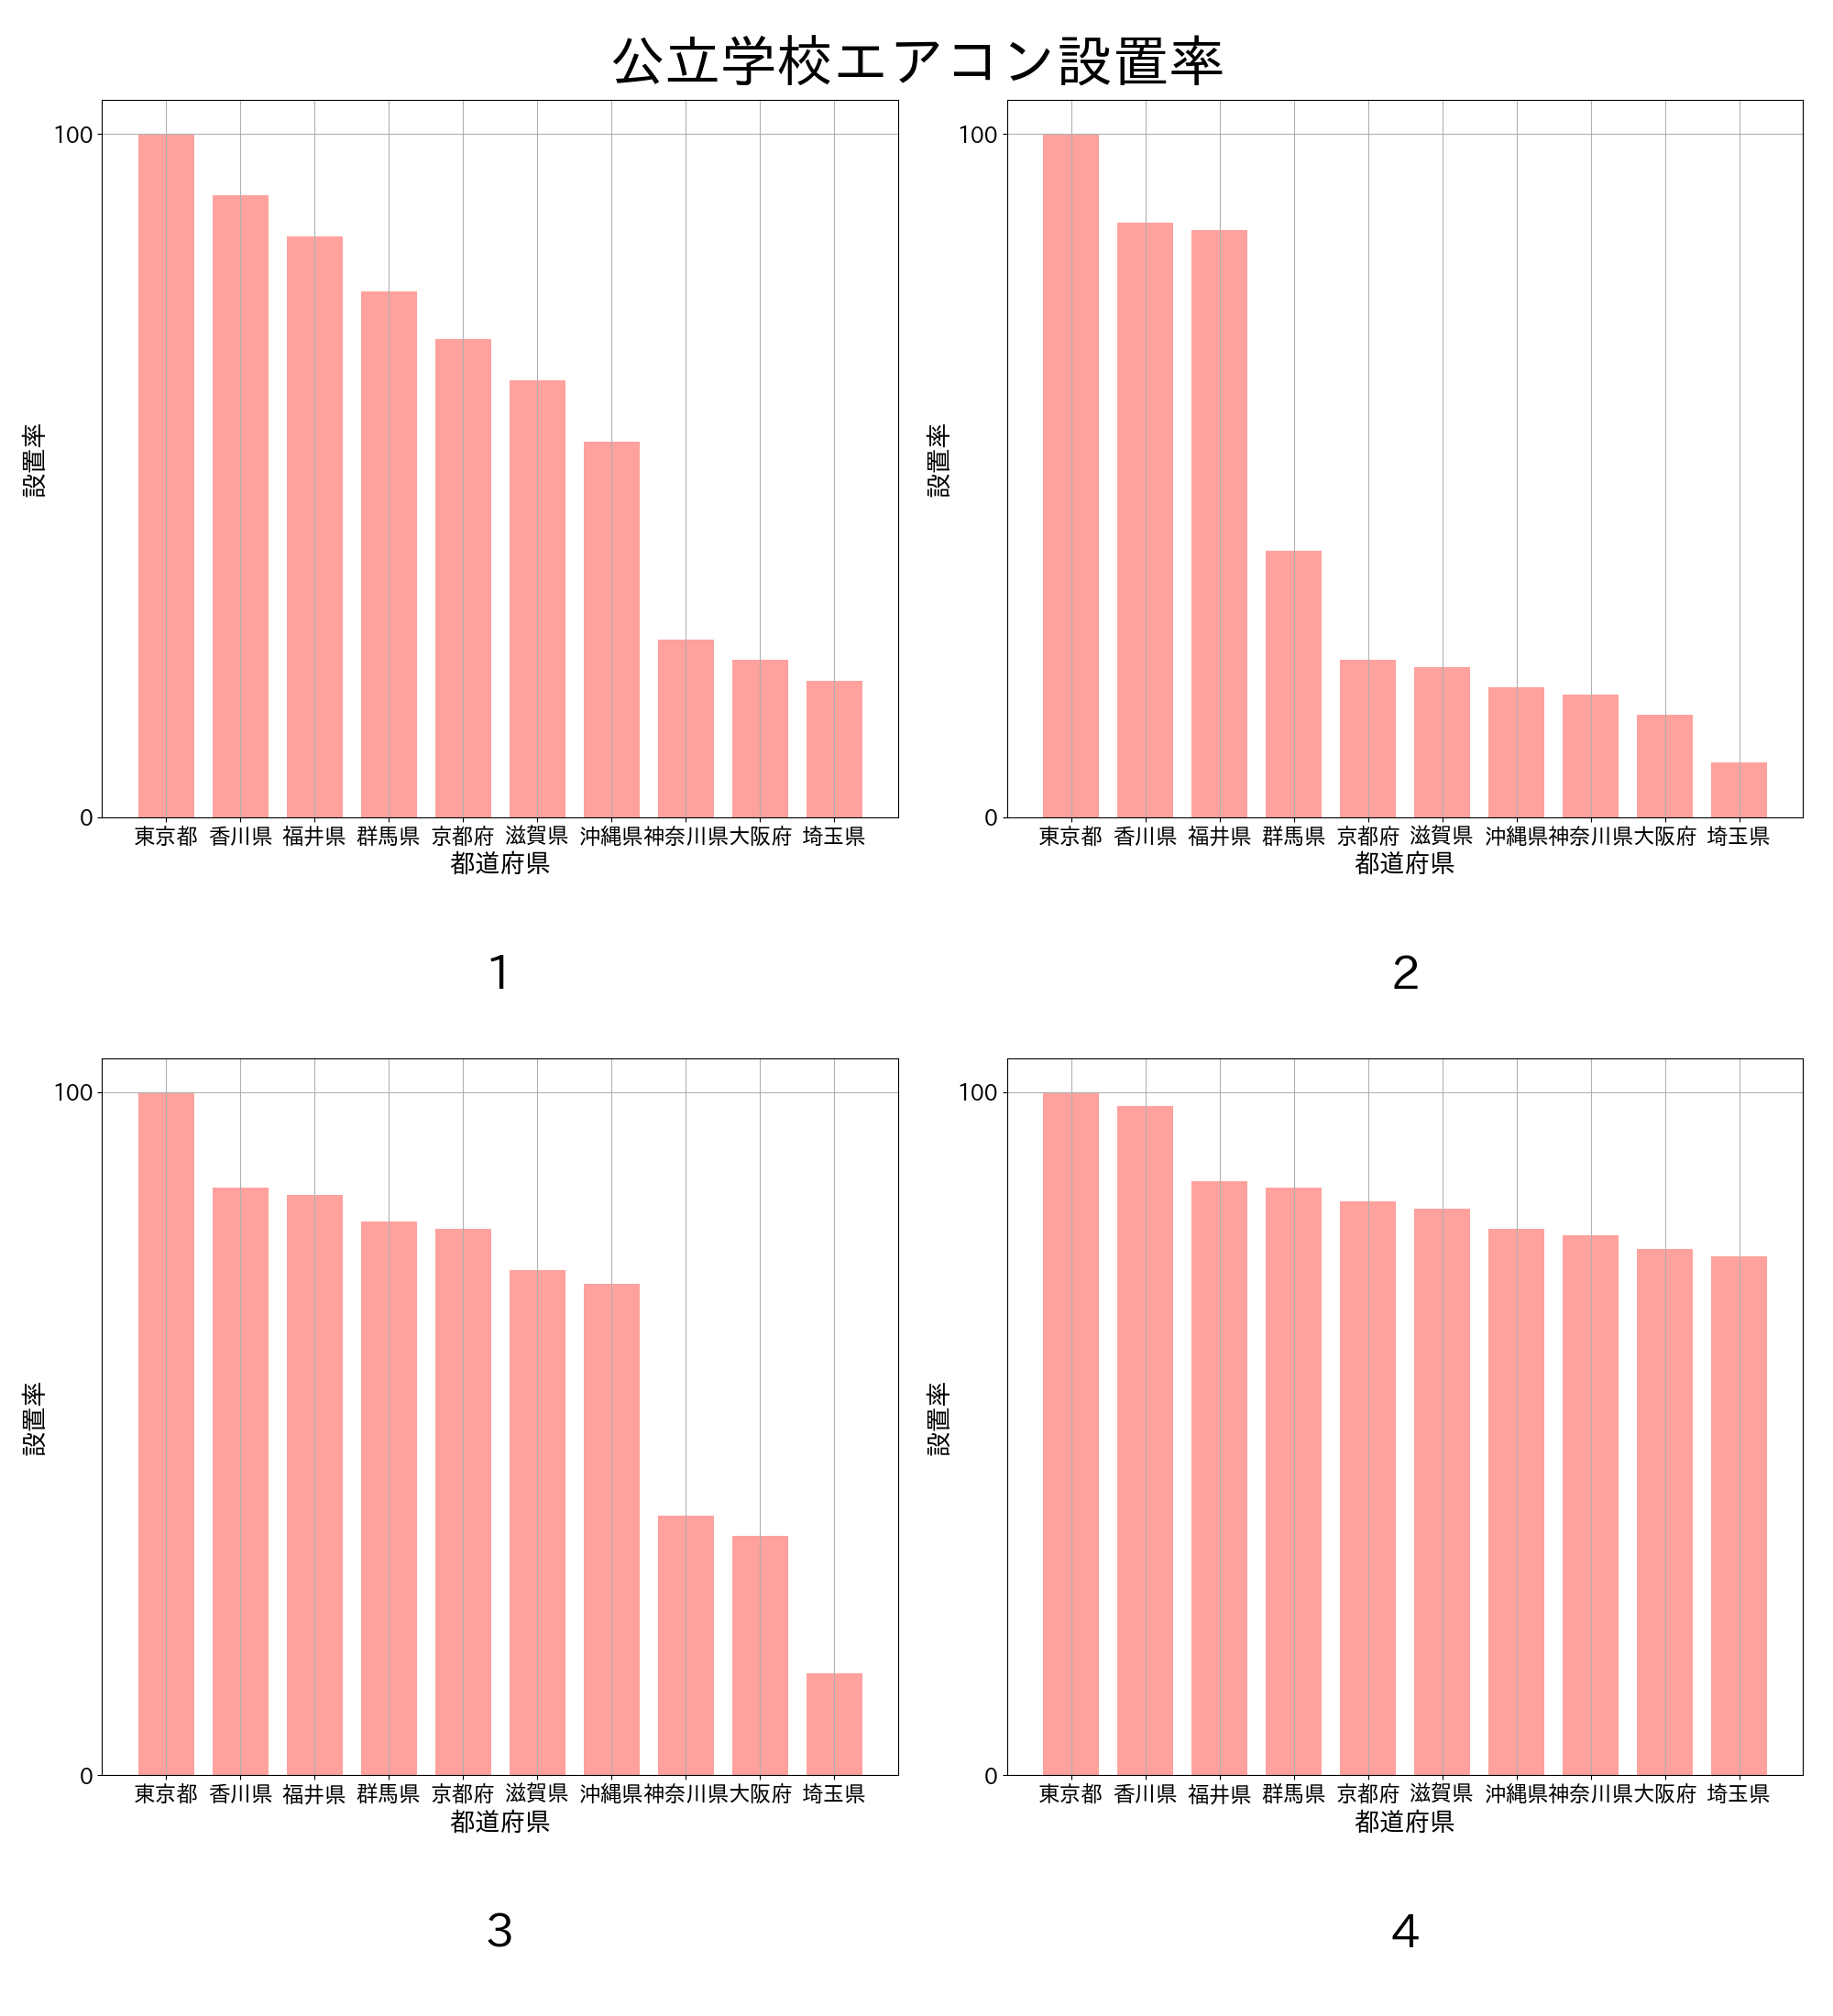 公立学校エアコン設置率
100
0
設置率
東京都 香川県 福井県 群馬県 京都府 滋賀県 沖縄県 神奈川県 大阪府 埼玉県
都道府県
1
100
0
設置率
東京都 香川県 福井県 群馬県 京都府 滋賀県 沖縄県 神奈川県 大阪府 埼玉県
都道府県
2
100
0
設置率
東京都 香川県 福井県 群馬県 京都府 滋賀県 沖縄県 神奈川県 大阪府 埼玉県
都道府県
3
100
0
設置率
東京都 香川県 福井県 群馬県 京都府 滋賀県 沖縄県 神奈川県 大阪府 埼玉県
都道府県
4